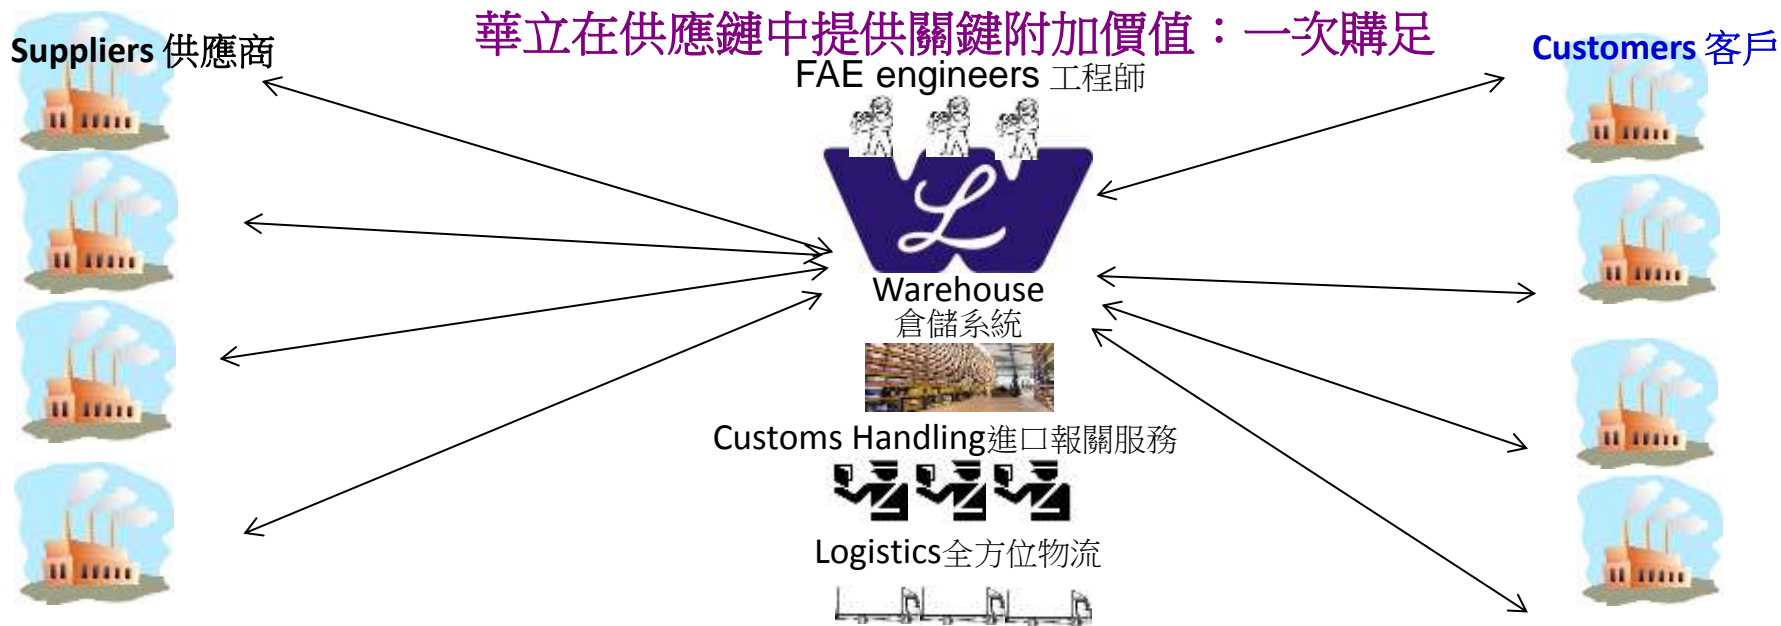 華立在供應鏈中提供關鍵附加價值：一次購足
Suppliers 供應商
Customers 客戶
FAE engineers 工程師
L
Warehouse
倉儲系統
Customs Handling進口報關服務
Logistics全方位物流